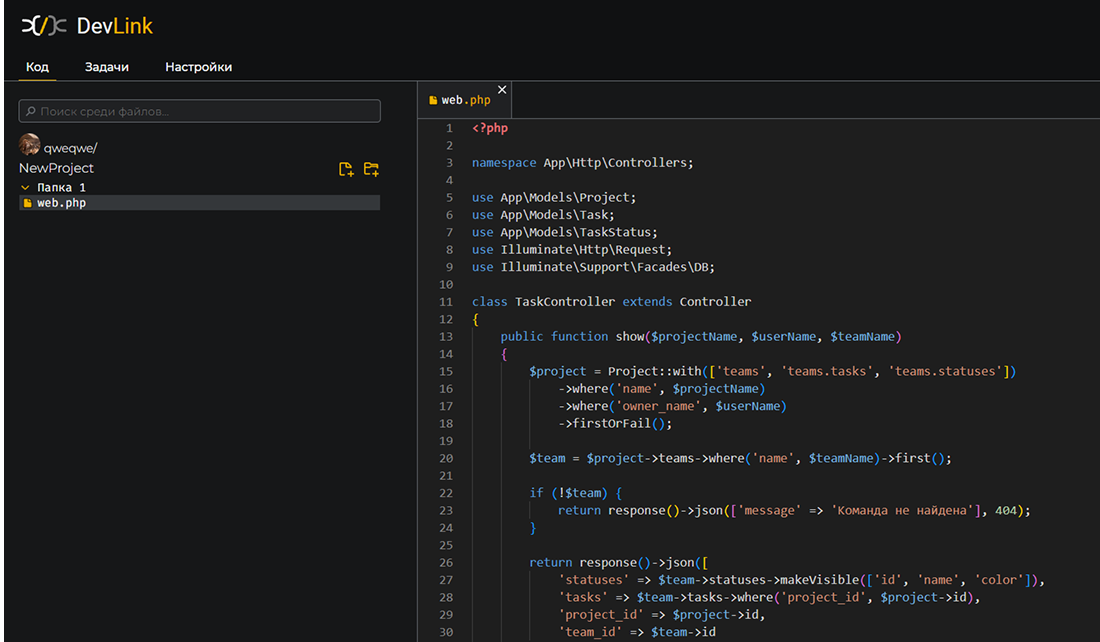 DevLink
Код Задачи Настройки
Поиск среди файлов...
qweqwe/
NewProject
Папка 1
web.php
web.php
1 <?php
2
3 namespace App\Http\Controllers;
4
5 use App\Models\Project;
6 use App\Models\Task;
7 use App\Models\TaskStatus;
8 use Illuminate\Http\Request;
9 use Illuminate\Support\Facades\DB;
10
11 class TaskController extends Controller
12 {
13 public function show($projectName, $userName, $teamName)
14 {
15 $project = Project::with(['teams', 'teams.tasks', 'teams.statuses'])
16 ->where('name', $projectName)
17 ->where('owner_name', $userName)
18 ->firstOrFail();
19
20 $team = $project->teams->where('name', $teamName)->first();
21
22 if (!$team) {
23 return response()->json(['message' => 'Команда не найдена'], 404);
24 }
25
26 return response()->json([
27 'statuses' => $team->statuses->makeVisible(['id', 'name', 'color']),
28 'tasks' => $team->tasks->where('project_id', $project->id),
29 'project_id' => $project->id,
30 'team_id' => $team->id